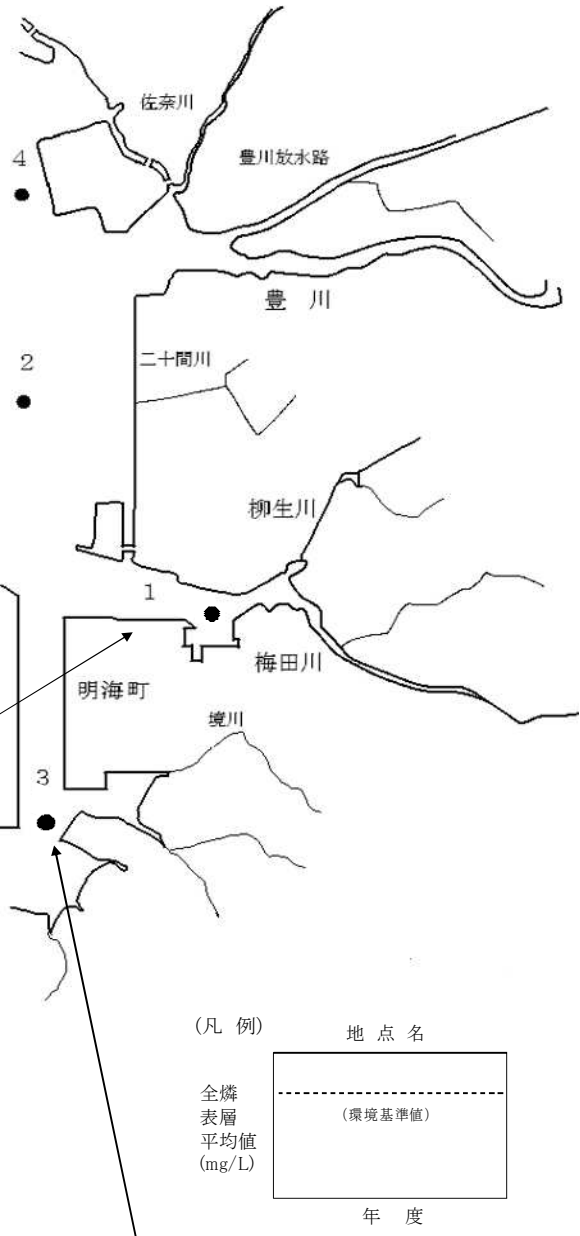 佐奈川
豊川放水路
4
豊 川
2
二十間川
柳生川
1
梅田川
明海町
境川
3
(凡 例)
地 点 名
全燐
表層
平均値
(mg/L)
(環境基準値)
年 度